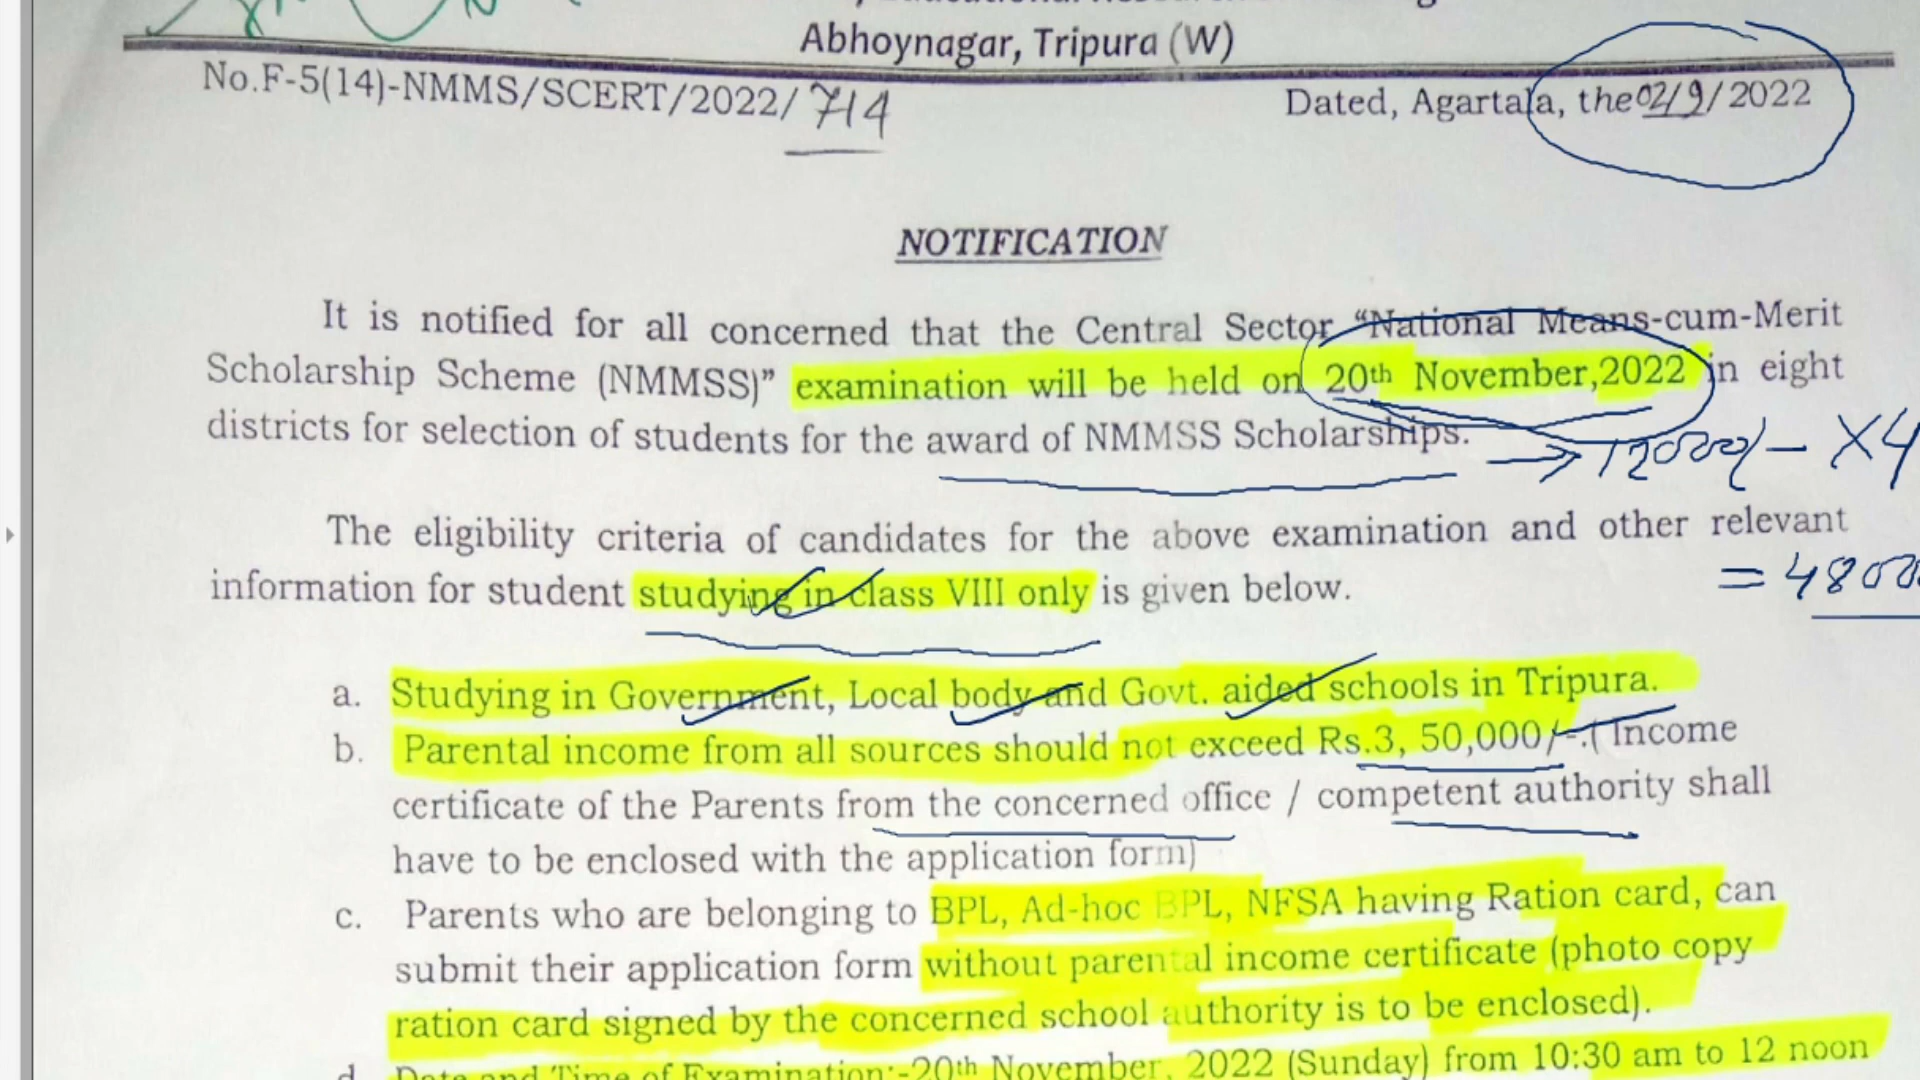 Abhoynagar, Tripura (W)
No.F-5(14)-NMMS/SCERT/2022/714
Dated, Agartala, the 02/9/2022
NOTIFICATION
It is notified for all concerned that the Central Sector “National Means-cum-Merit
Scholarship Scheme (NMMSS)” examination will be held on 20th November,2022 in eight
districts for selection of students for the award of NMMSS Scholarships.
→ 12000/- X4
The eligibility criteria of candidates for the above examination and other relevant
information for student studying in class VIII only is given below.
= 48000
a. Studying in Government, Local body and Govt. aided schools in Tripura.
b. Parental income from all sources should not exceed Rs.3, 50,000/-.( Income
certificate of the Parents from the concerned office / competent authority shall
have to be enclosed with the application form)
c. Parents who are belonging to BPL, Ad-hoc BPL, NFSA having Ration card, can
submit their application form without parental income certificate (photo copy
ration card signed by the concerned school authority is to be enclosed).
d. Date and Time of Examination:-20th November, 2022 (Sunday) from 10:30 am to 12 noon